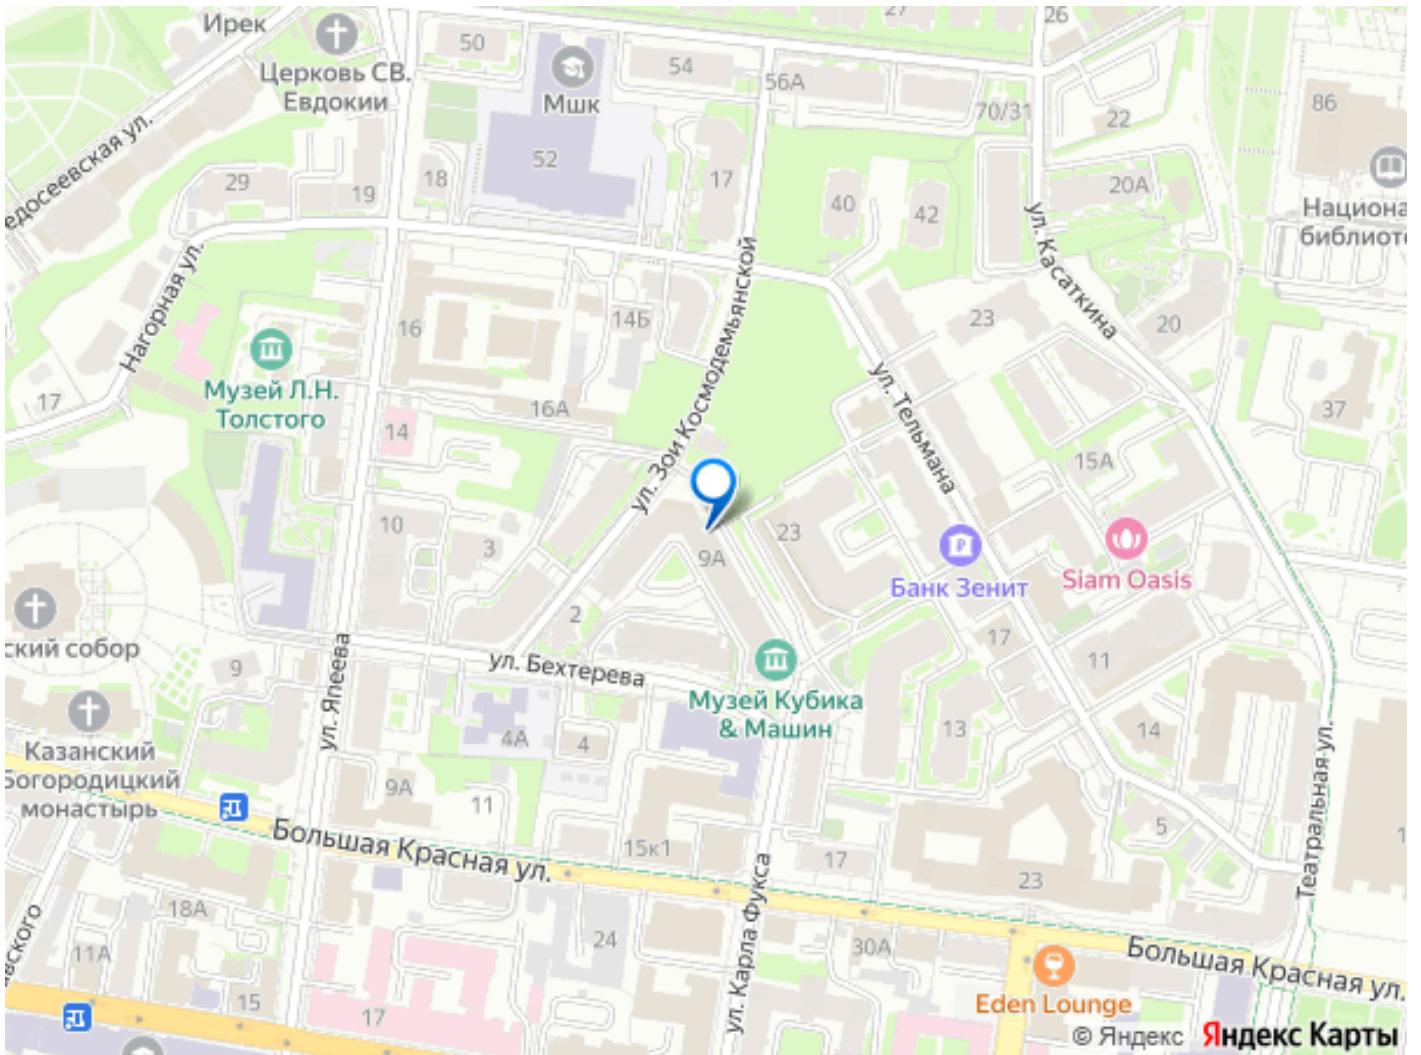 Ирек
27
26
50
Церковь СВ.
Евдокии
54
56А
Мшк
70/31
22
86
едосеевская ул.
52
18
17
29
19
40
42
20А
Национа
библиоте
ул. Касаткина
Нагорная ул.
16
14Б
23
20
ул. Зои Космодемьянской
Музей Л.Н.
Толстого
17
16А
14
ул. Тельмана
37
15А
10
3
9А
23
Банк Зенит
Siam Oasis
2
ский собор
9
ул. Япеева
ул. Бехтерева
17
11
Музей Кубика
& Машин
Казанский
Богородицкий
монастырь
4А
4
13
14
9А
11
Театральная ул.
5
Большая Красная ул.
15к1
17
23
18А
24
ул. Карла Фукса
30А
11А
15
17
Eden Lounge
Большая Красная ул.
© Яндекс Яндекс Карты